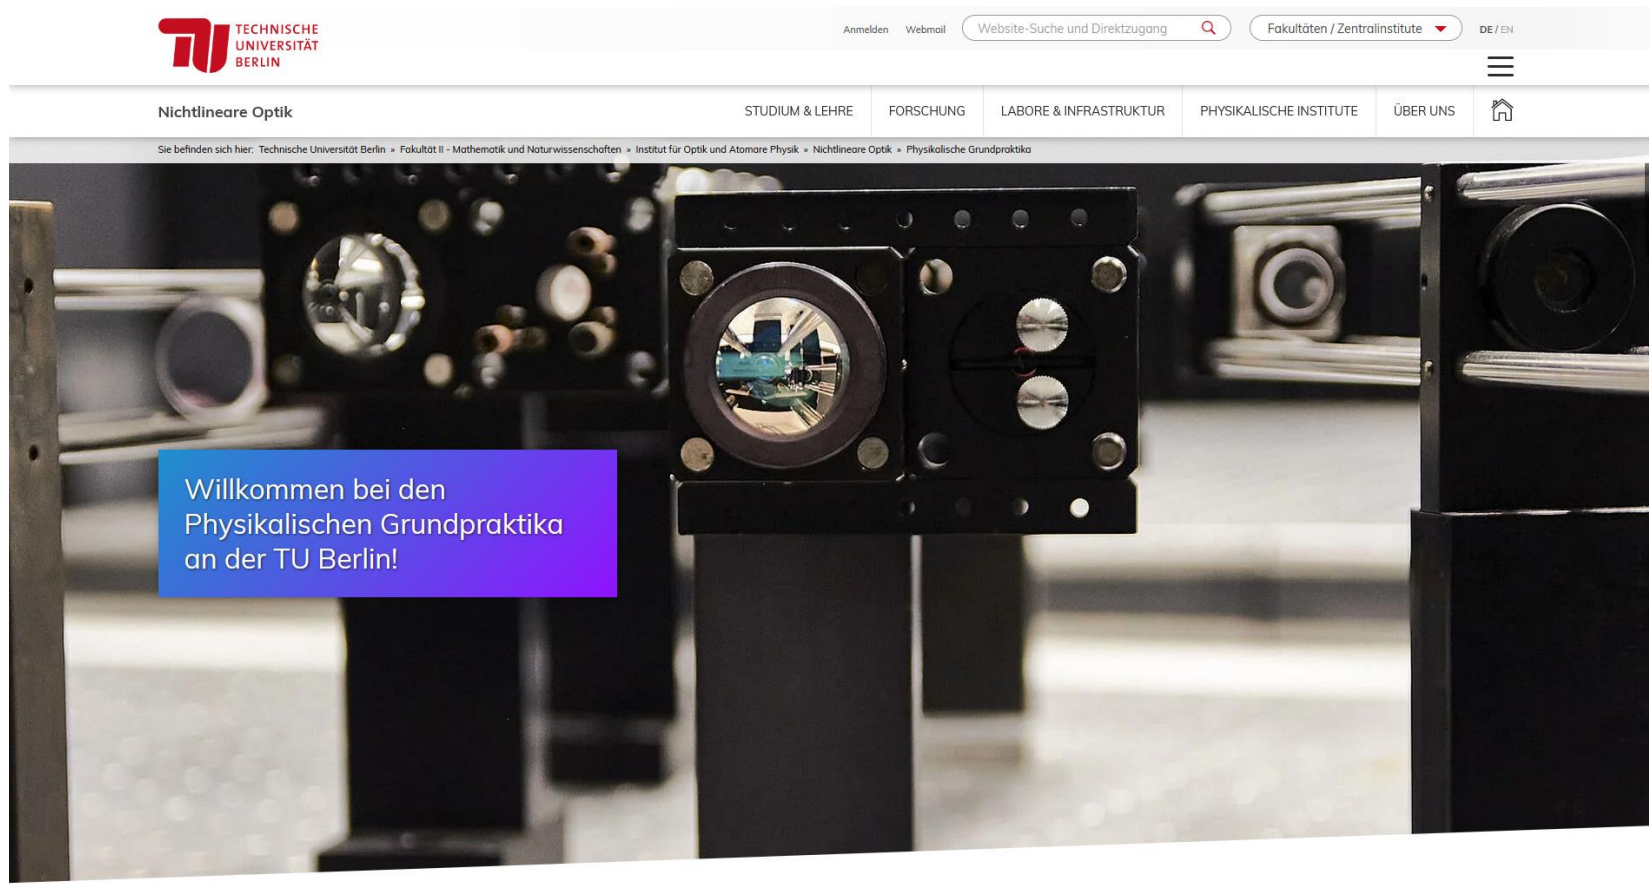 TECHNISCHE
UNIVERSITÄT
BERLIN
Anmelden Webmail Website-Suche und Direktzugang Fakultäten / Zentralinstitute DE / EN
Nichtlineare Optik STUDIUM & LEHRE FORSCHUNG LABORE & INFRASTRUKTUR PHYSIKALISCHE INSTITUTE ÜBER UNS
Sie befinden sich hier: Technische Universität Berlin » Fakultät II - Mathematik und Naturwissenschaften » Institut für Optik und Atomare Physik » Nichtlineare Optik » Physikalische Grundpraktika
Willkommen bei den
Physikalischen Grundpraktika
an der TU Berlin!